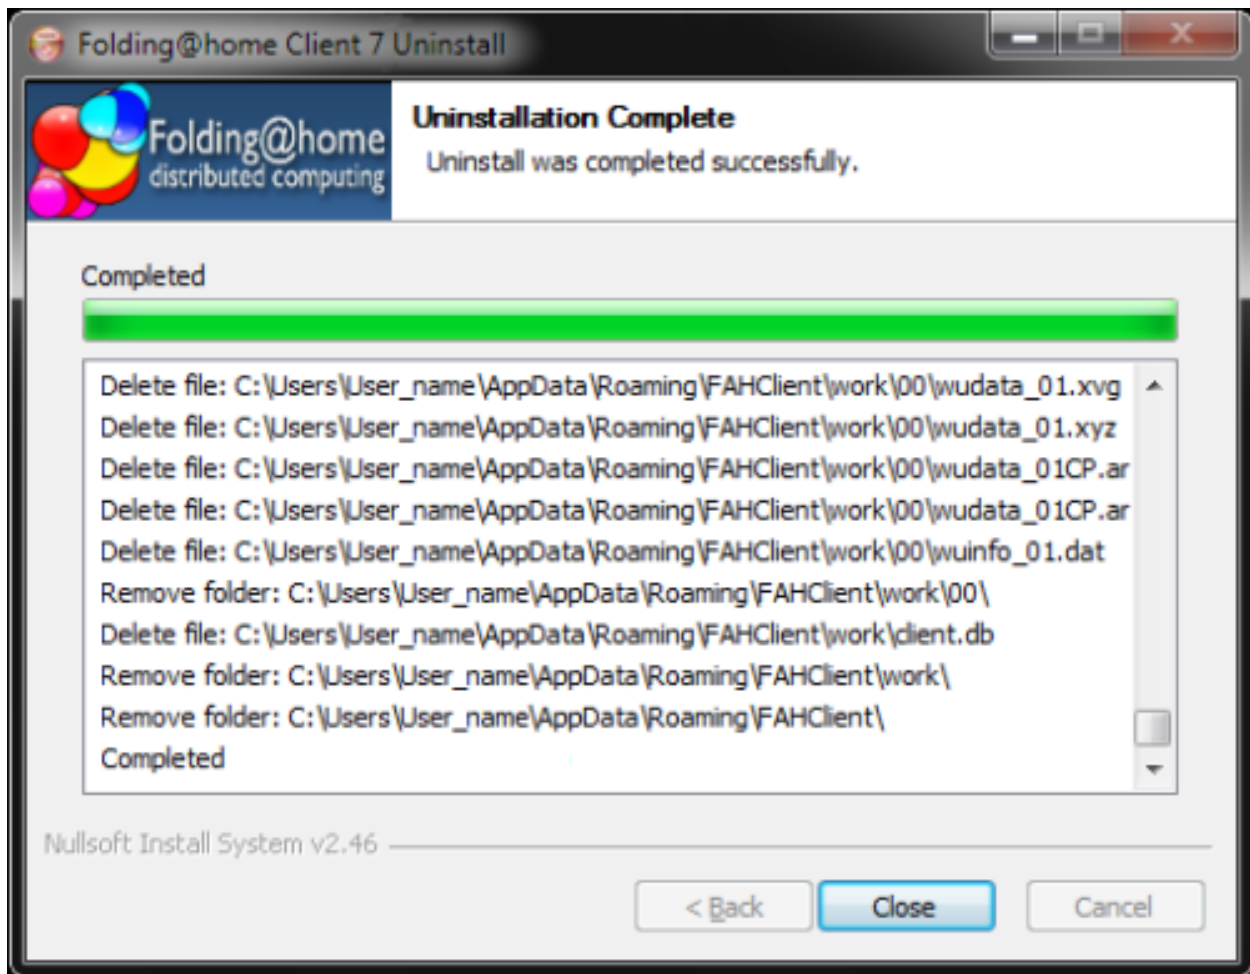 Folding@home Client 7 Uninstall
Folding@home
distributed computing
Uninstallation Complete
Uninstall was completed successfully.
Completed
Delete file: C:\Users\User_name\AppData\Roaming\FAHClient\work\00\wudata_01.xvg
Delete file: C:\Users\User_name\AppData\Roaming\FAHClient\work\00\wudata_01.xyz
Delete file: C:\Users\User_name\AppData\Roaming\FAHClient\work\00\wudata_01CP.ar
Delete file: C:\Users\User_name\AppData\Roaming\FAHClient\work\00\wudata_01CP.ar
Delete file: C:\Users\User_name\AppData\Roaming\FAHClient\work\00\wuinfo_01.dat
Remove folder: C:\Users\User_name\AppData\Roaming\FAHClient\work\00\
Delete file: C:\Users\User_name\AppData\Roaming\FAHClient\work\client.db
Remove folder: C:\Users\User_name\AppData\Roaming\FAHClient\work\
Remove folder: C:\Users\User_name\AppData\Roaming\FAHClient\
Completed
Nullsoft Install System v2.46
< Back Close Cancel